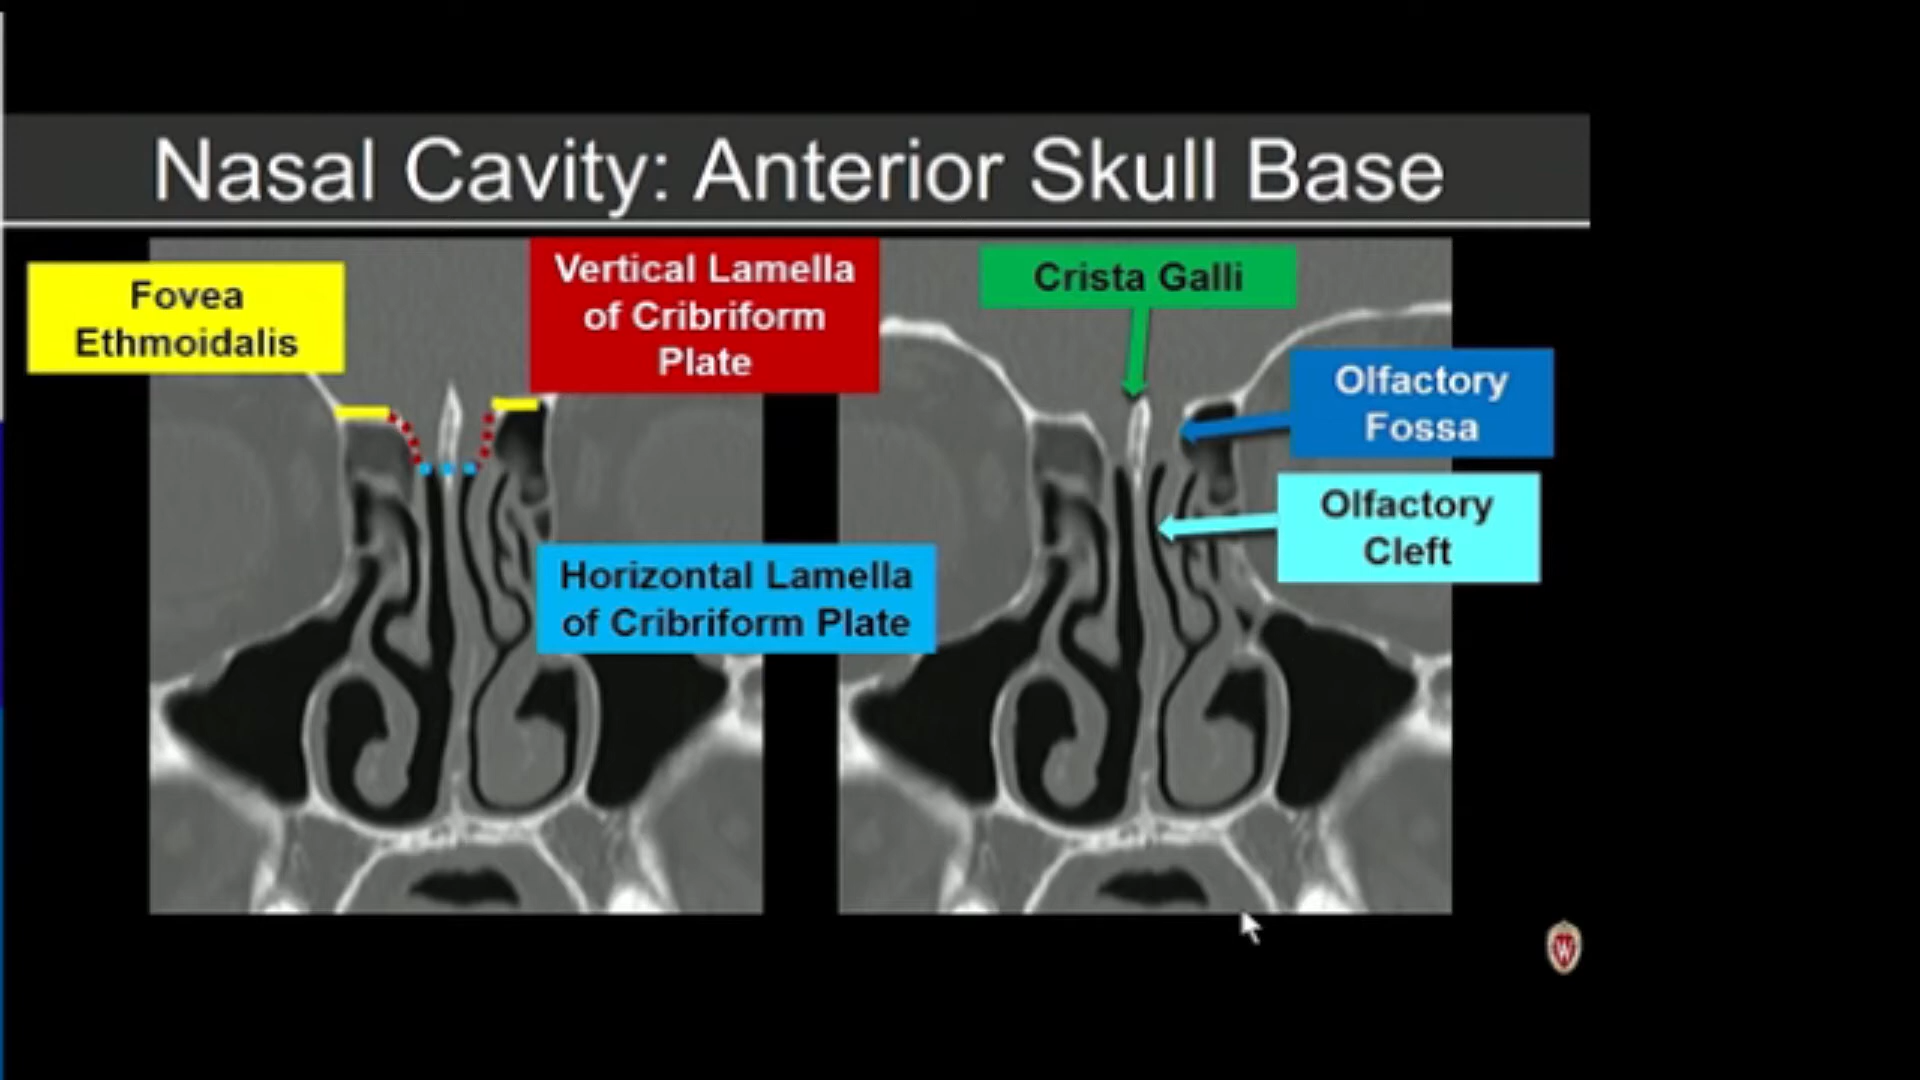 Nasal Cavity: Anterior Skull Base
Fovea
Ethmoidalis
Vertical Lamella
of Cribriform
Plate
Crista Galli
Olfactory
Fossa
Olfactory
Cleft
Horizontal Lamella
of Cribriform Plate
W